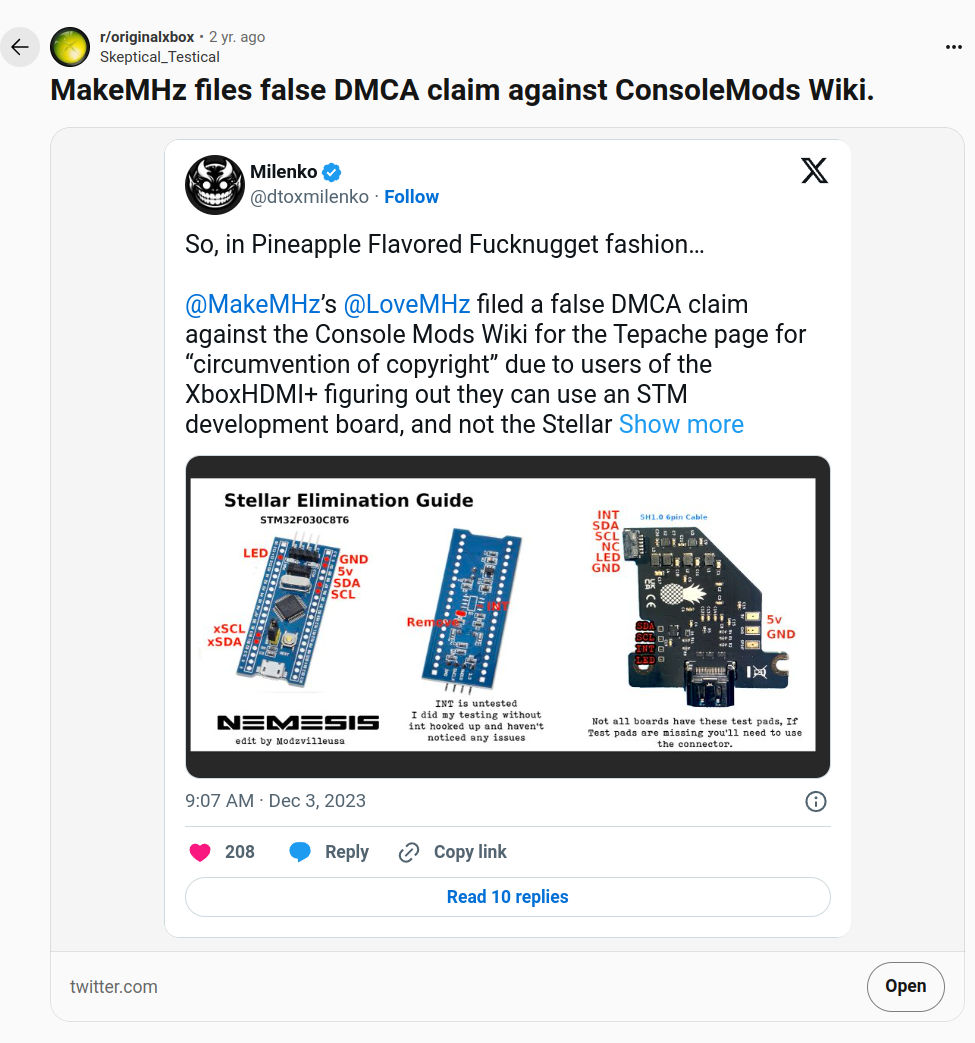 r/originalxbox • 2 yr. ago
Skeptical_Testical
MakeMHz files false DMCA claim against ConsoleMods Wiki.
Milenko
@dtoxmilenko · Follow
So, in Pineapple Flavored Fucknugget fashion…
@MakeMHz’s @LoveMHz filed a false DMCA claim
against the Console Mods Wiki for the Tepache page for
“circumvention of copyright” due to users of the
XboxHDMI+ figuring out they can use an STM
development board, and not the Stellar Show more
Stellar Elimination Guide
STM32F030C8T6
LED
GND
5v
SDA
SCL
xSCL
xSDA
NEMESIS
edit by Modzvilleusa
Remove
INT
INT is untested
I did my testing without
int hooked up and haven't
noticed any issues
SH1.0 6pin Cable
INT
SDA
SCL
NC
LED
GND
SDA
SCL
INT
LED
5v
GND
Not all boards have these test pads, If
Test pads are missing you'll need to use
the connector.
9:07 AM · Dec 3, 2023
208 Reply Copy link
Read 10 replies
twitter.com
Open